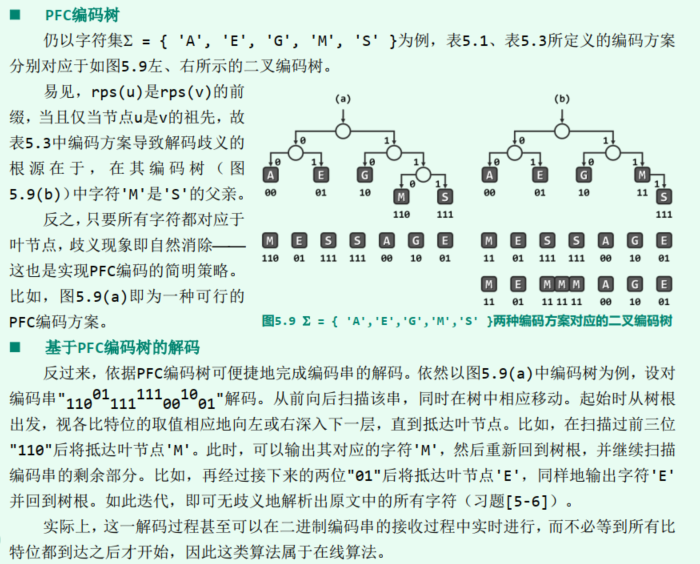 ■ PFC编码树
仍以字符集Σ = { 'A', 'E', 'G', 'M', 'S' }为例，表5.1、表5.3所定义的编码方案
分别对应于如图5.9左、右所示的二叉编码树。
易见，rps(u)是rps(v)的前
缀，当且仅当节点u是v的祖先，故
表5.3中编码方案导致解码歧义的
根源在于，在其编码树（图
5.9(b)）中字符'M'是'S'的父亲。
反之，只要所有字符都对应于
叶节点，歧义现象即自然消除——
这也是实现PFC编码的简明策略。
比如，图5.9(a)即为一种可行的
PFC编码方案。
(a)
0 1
0 1 0 1
A E G 0 1
00 01 10 M S
110 111
M E S S A G E
110 01 111 111 00 10 01
(b)
0 1
0 1 0 1
A E G M 1
00 01 10 11 S
111
M E S S A G E
11 01 111 111 00 10 01
M E M M M A G E
11 01 11 11 11 00 10 01
图5.9 Σ = { 'A','E','G','M','S' }两种编码方案对应的二叉编码树
■ 基于PFC编码树的解码
反过来，依据PFC编码树可便捷地完成编码串的解码。依然以图5.9(a)中编码树为例，设对
编码串"11001111111001001"解码。从前向后扫描该串，同时在树中相应移动。起始时从树根
出发，视各比特位的取值相应地向左或右深入下一层，直到抵达叶节点。比如，在扫描过前三位
"110"后将抵达叶节点'M'。此时，可以输出其对应的字符'M'，然后重新回到树根，并继续扫描
编码串的剩余部分。比如，再经过接下来的两位"01"后将抵达叶节点'E'，同样地输出字符'E'
并回到树根。如此迭代，即可无歧义地解析出原文中的所有字符（习题[5-6]）。
实际上，这一解码过程甚至可以在二进制编码串的接收过程中实时进行，而不必等到所有比
特位都到达之后才开始，因此这类算法属于在线算法。